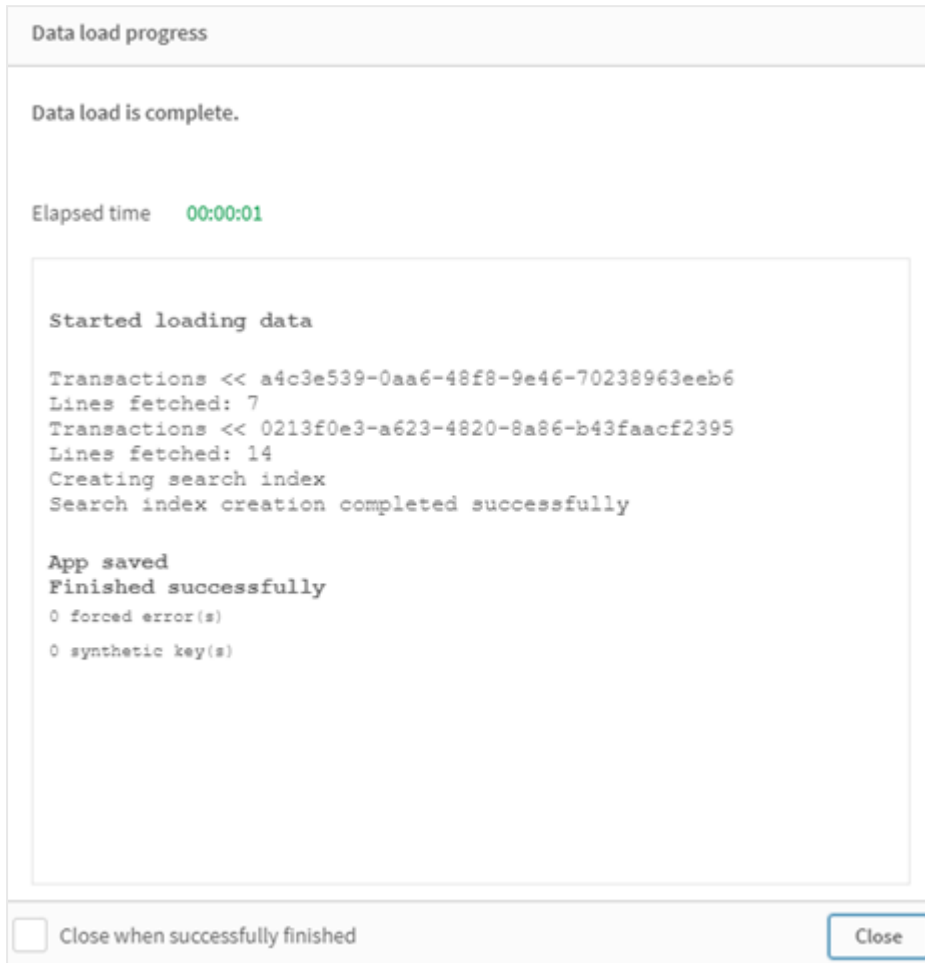 Data load progress
Data load is complete.
Elapsed time 00:00:01
Started loading data
Transactions << a4c3e539-0aa6-48f8-9e46-70238963eeb6
Lines fetched: 7
Transactions << 0213f0e3-a623-4820-8a86-b43faacf2395
Lines fetched: 14
Creating search index
Search index creation completed successfully
App saved
Finished successfully
0 forced error(s)
0 synthetic key(s)
Close when successfully finished Close